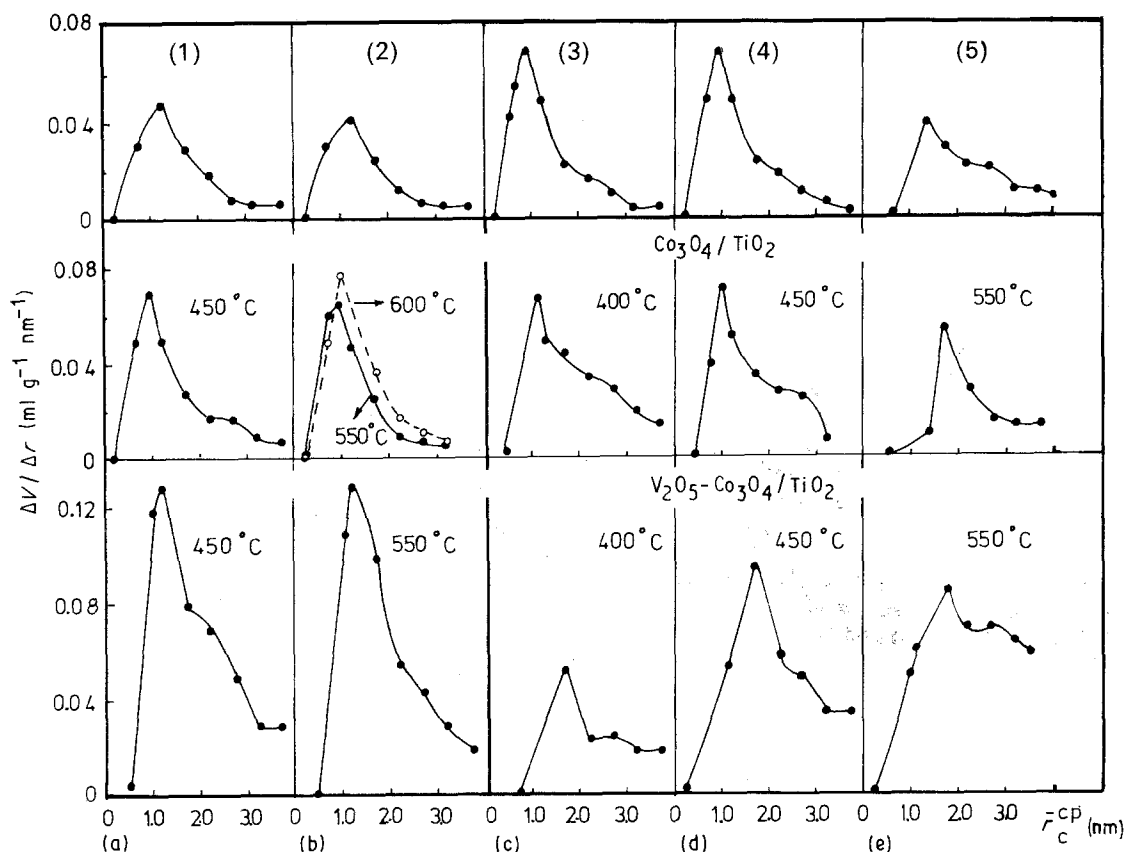 0.08
(1) (2) (3) (4) (5)
0.04
0
Co₃O₄/TiO₂
0.08
450°C 600°C 400°C 450°C 550°C
0.04
550°C
0
V₂O₅-Co₃O₄/TiO₂
0.12
450°C 550°C 400°C 450°C 550°C
0.08
0.04
0
ΔV/Δr (ml g⁻¹ nm⁻¹)
1.0 2.0 3.0 1.0 2.0 3.0 1.0 2.0 3.0 1.0 2.0 3.0 1.0 2.0 3.0 r̄_c^cp (nm)
(a) (b) (c) (d) (e)